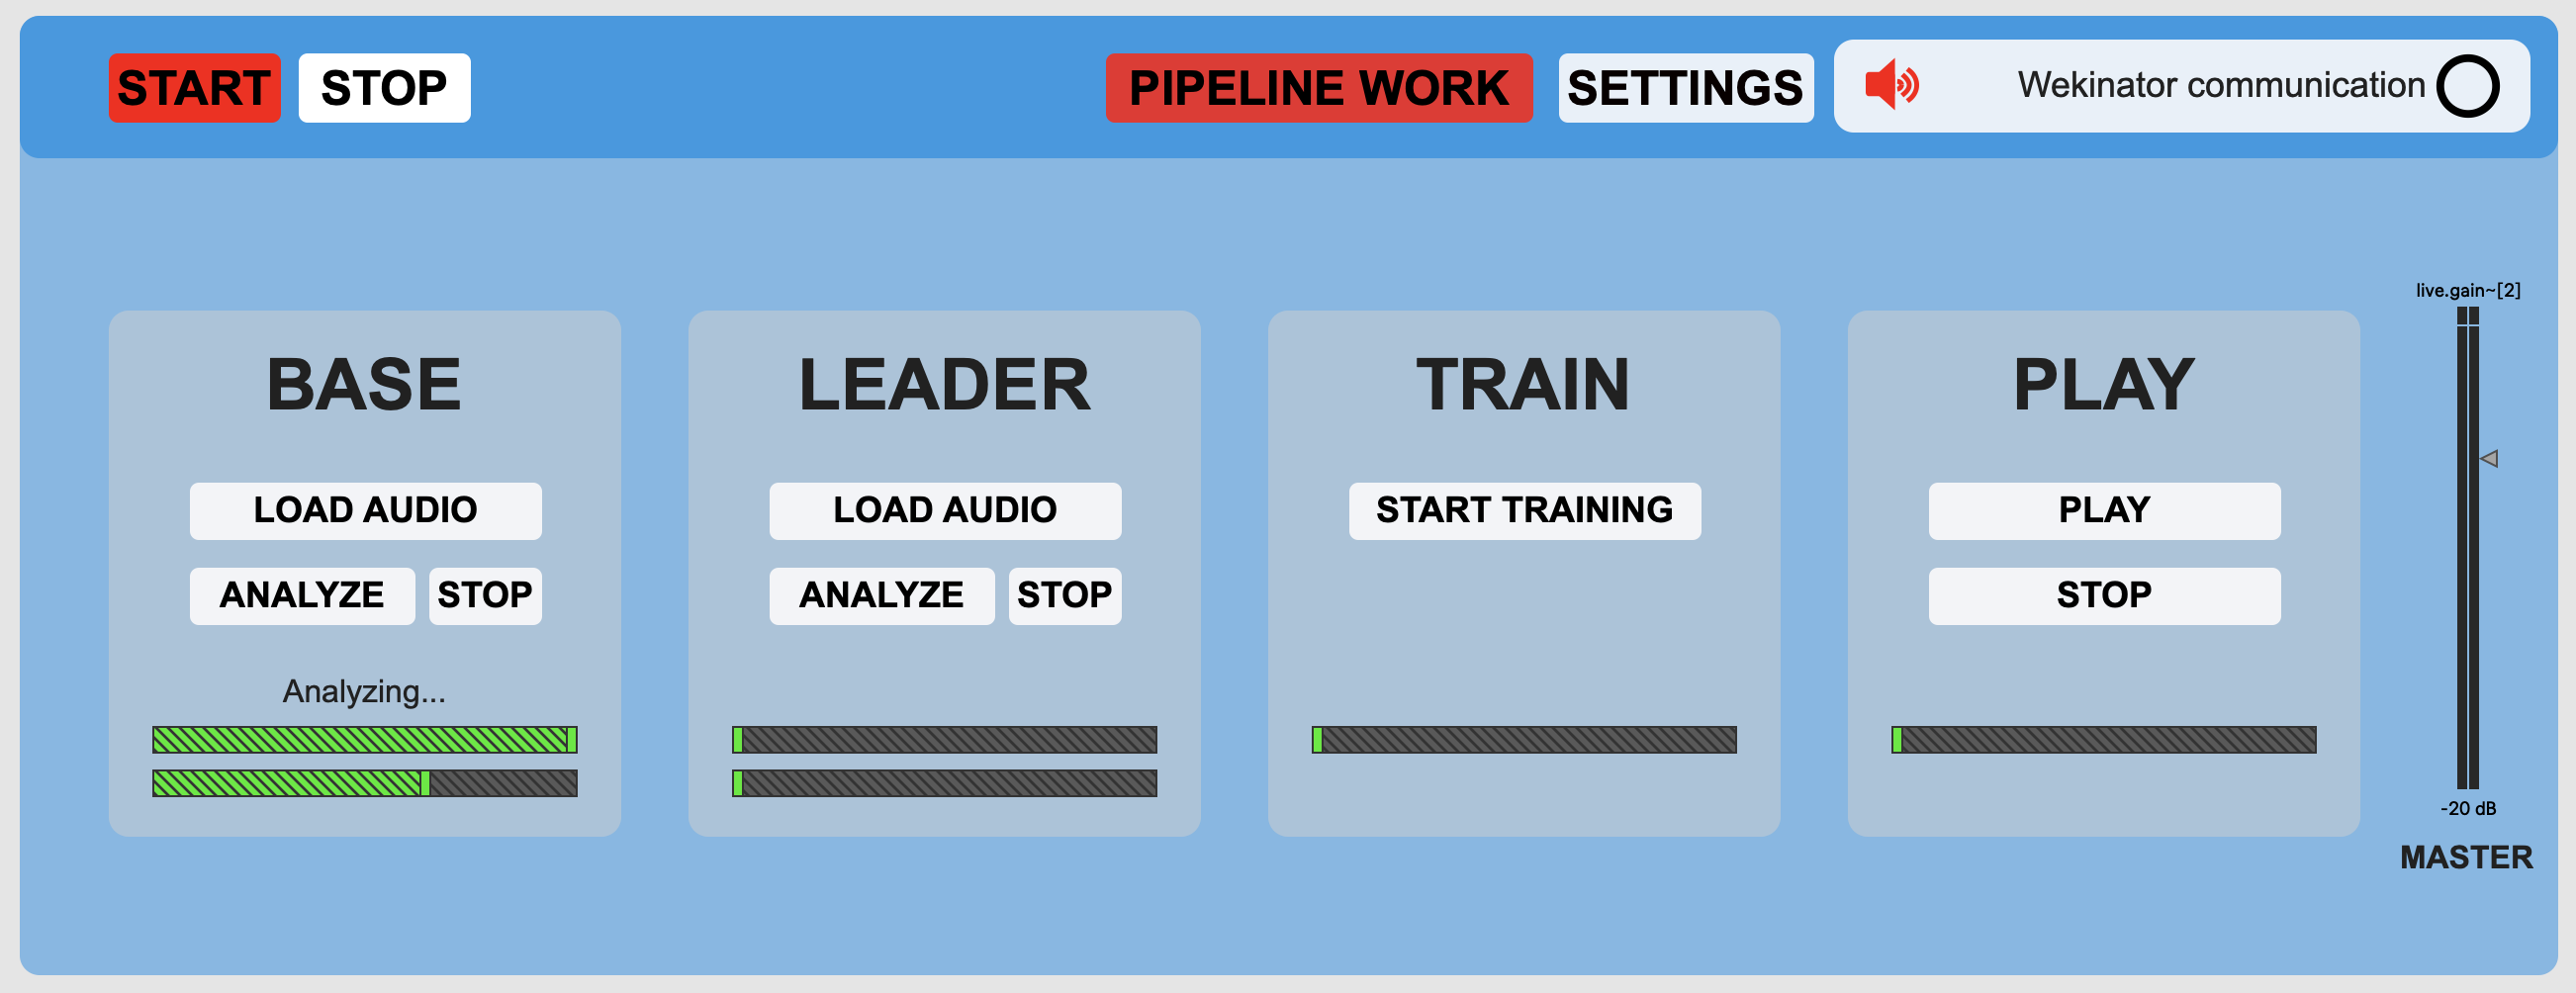 START STOP PIPELINE WORK SETTINGS Wekinator communication
live.gain~[2]
BASE
LOAD AUDIO
ANALYZE STOP
Analyzing...
LEADER
LOAD AUDIO
ANALYZE STOP
TRAIN
START TRAINING
PLAY
PLAY
STOP
-20 dB
MASTER